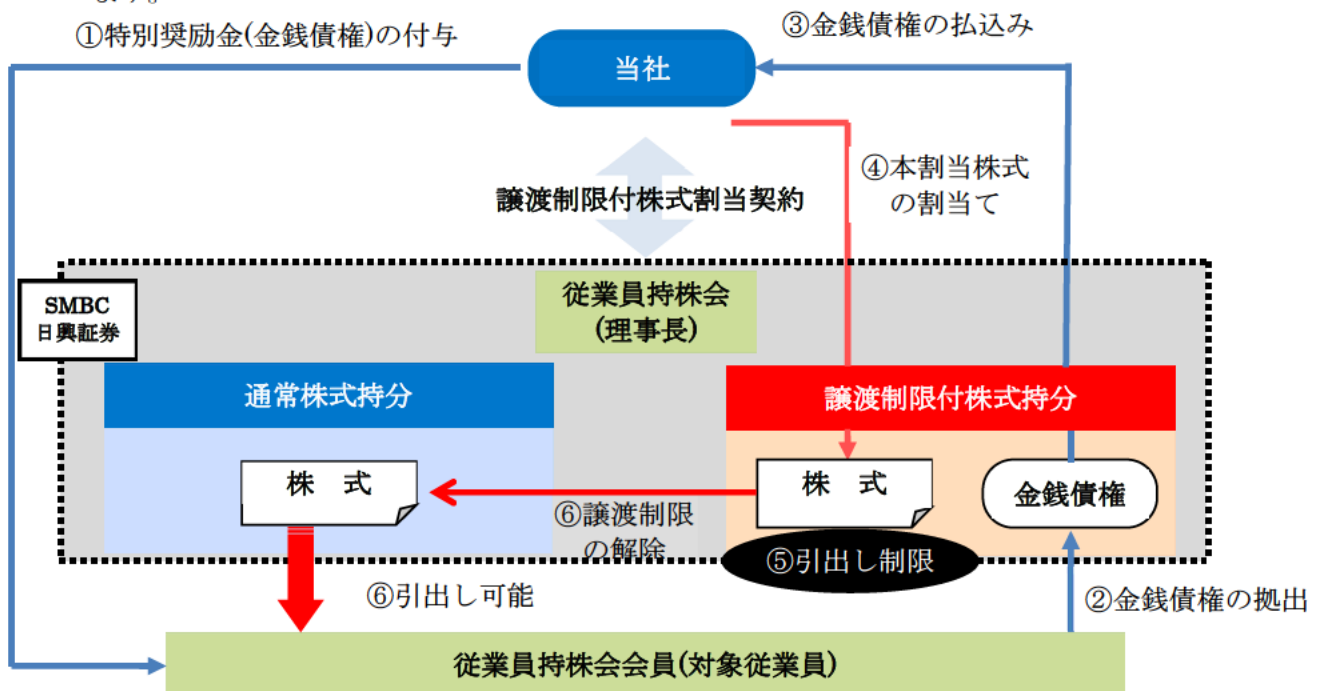 ①特別奨励金(金銭債権)の付与
③金銭債権の払込み
当社
④本割当株式
の割当て
譲渡制限付株式割当契約
SMBC
日興証券
従業員持株会
(理事長)
通常株式持分
譲渡制限付株式持分
株 式
株 式
金銭債権
⑥譲渡制限
の解除
⑤引出し制限
⑥引出し可能
②金銭債権の拠出
従業員持株会会員(対象従業員)